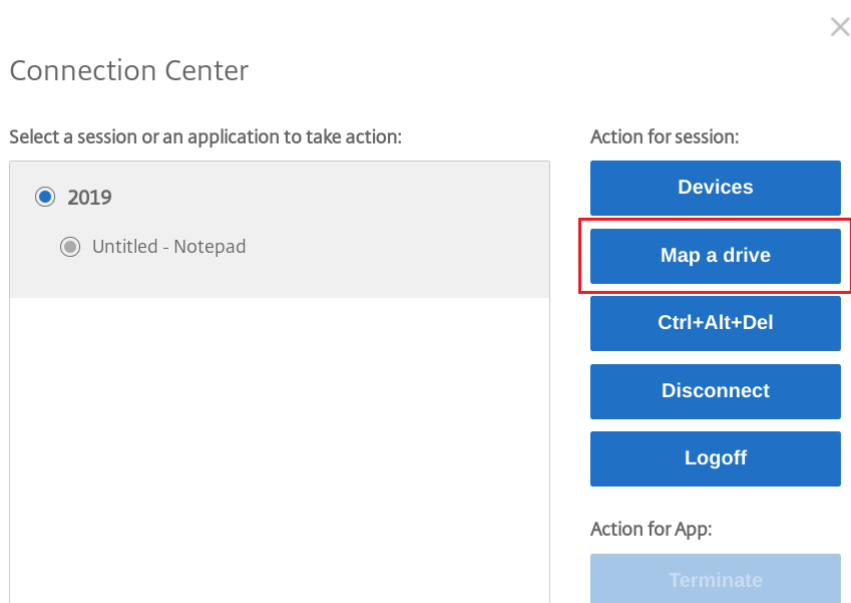 Connection Center
Select a session or an application to take action:
2019
Untitled - Notepad
Action for session:
Devices
Map a drive
Ctrl+Alt+Del
Disconnect
Logoff
Action for App:
Terminate